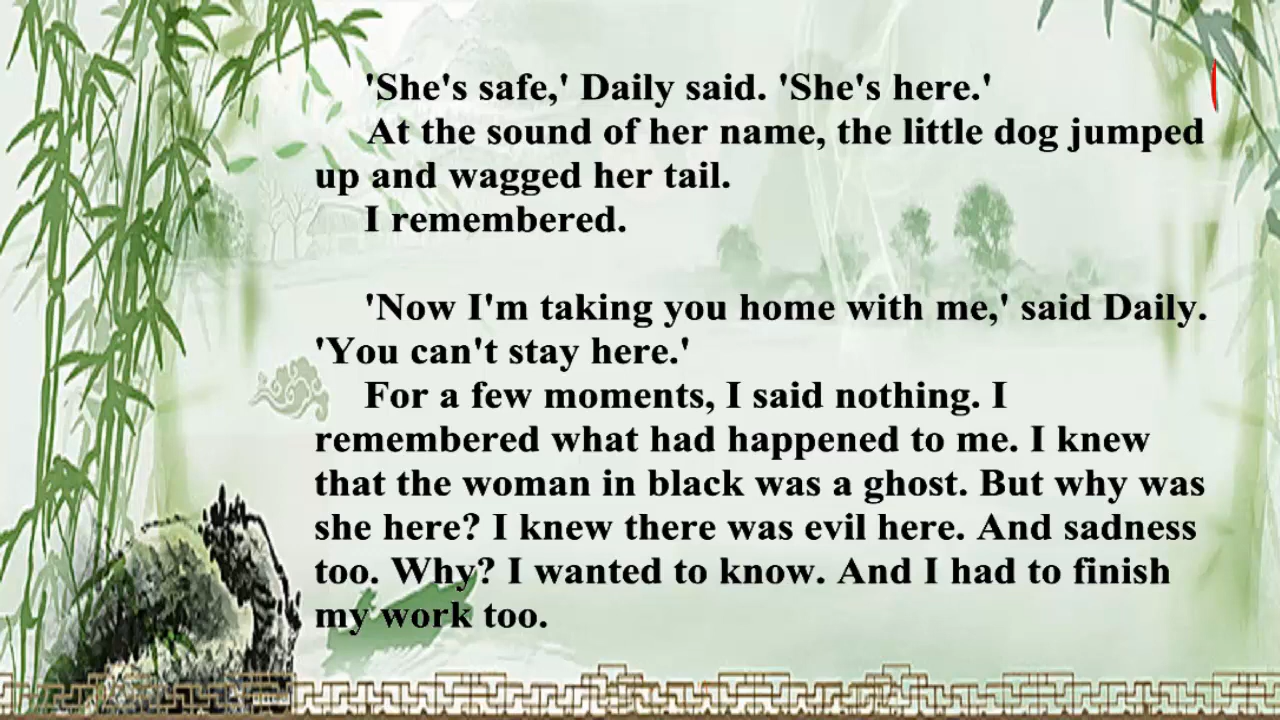 'She's safe,' Daily said. 'She's here.'
At the sound of her name, the little dog jumped
up and wagged her tail.
I remembered.
'Now I'm taking you home with me,' said Daily.
'You can't stay here.'
For a few moments, I said nothing. I
remembered what had happened to me. I knew
that the woman in black was a ghost. But why was
she here? I knew there was evil here. And sadness
too. Why? I wanted to know. And I had to finish
my work too.